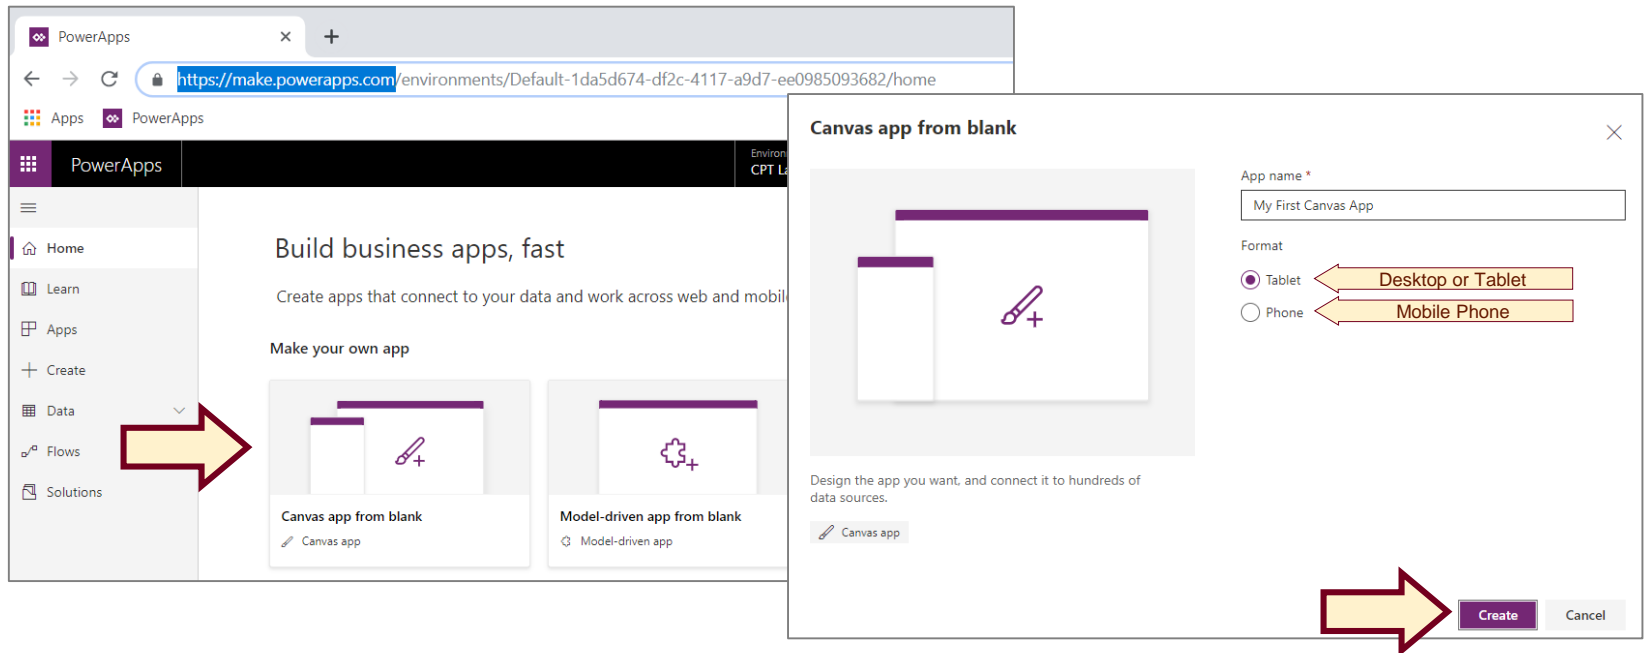 PowerApps
https://make.powerapps.com/environments/Default-1da5d674-df2c-4117-a9d7-ee0985093682/home
Apps PowerApps
PowerApps
Environ
CPT La
Home
Learn
Apps
Create
Data
Flows
Solutions
Build business apps, fast
Create apps that connect to your data and work across web and mobil
Make your own app
Canvas app from blank
Canvas app
Model-driven app from blank
Model-driven app
Canvas app from blank
Design the app you want, and connect it to hundreds of
data sources.
Canvas app
App name *
My First Canvas App
Format
Tablet
Desktop or Tablet
Phone
Mobile Phone
Create
Cancel